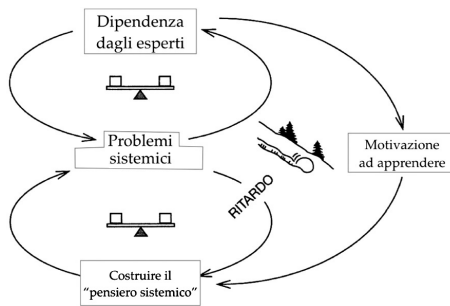 Dipendenza
dagli esperti
Problemi
sistemici
Motivazione
ad apprendere
RITARDO
Costruire il
“pensiero sistemico”